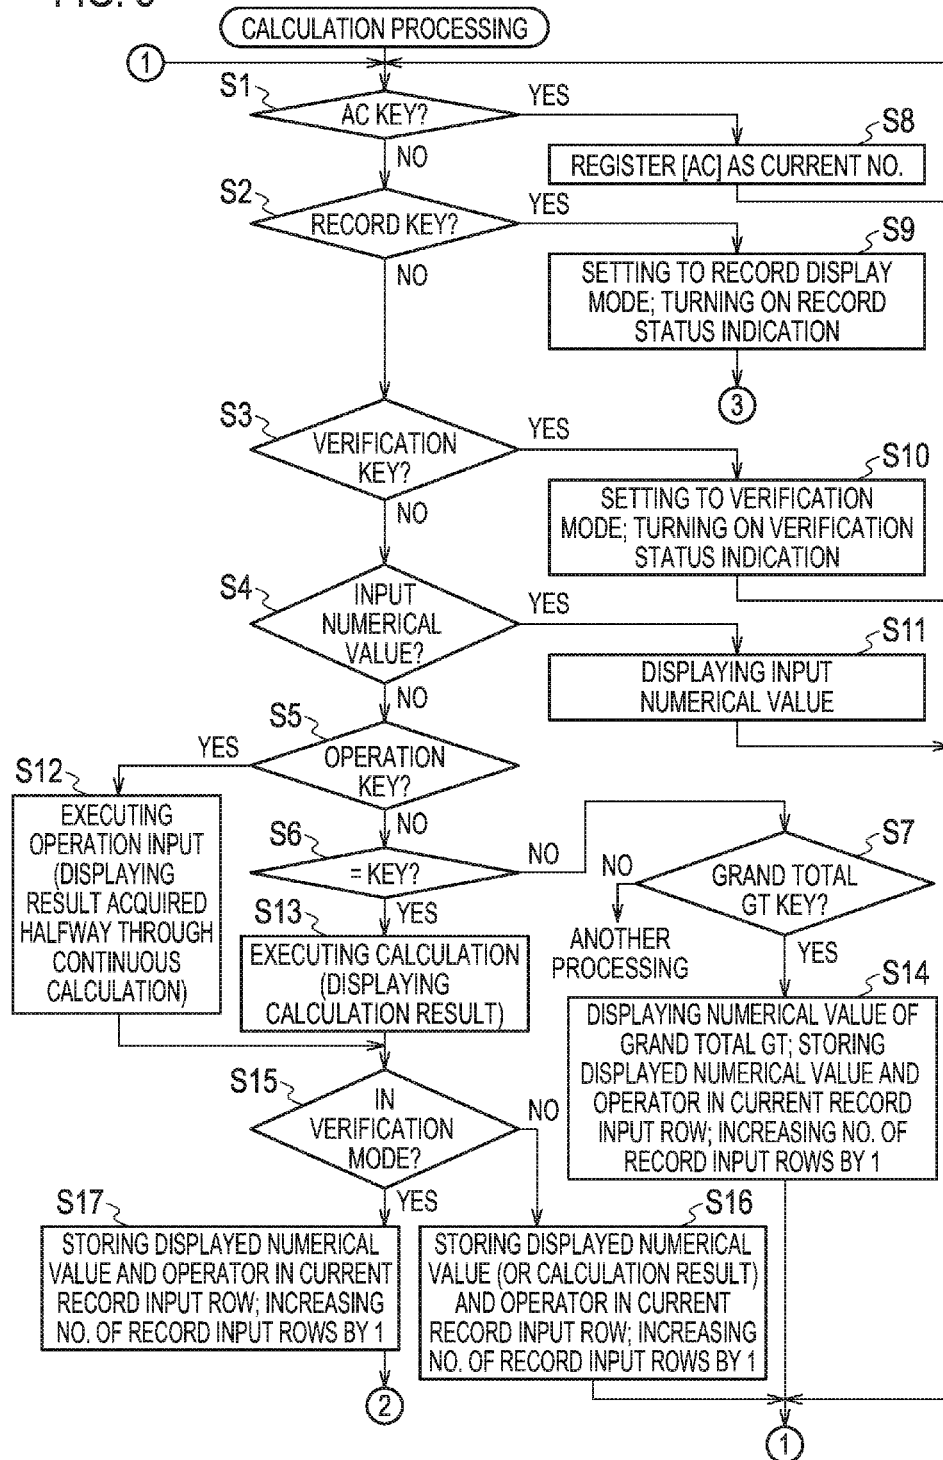 CALCULATION PROCESSING
1
S1
AC KEY?
YES
NO
S8
REGISTER [AC] AS CURRENT NO.
S2
RECORD KEY?
YES
NO
S9
SETTING TO RECORD DISPLAY
MODE; TURNING ON RECORD
STATUS INDICATION
3
S3
VERIFICATION
KEY?
YES
NO
S10
SETTING TO VERIFICATION
MODE; TURNING ON VERIFICATION
STATUS INDICATION
S4
INPUT
NUMERICAL
VALUE?
YES
NO
S11
DISPLAYING INPUT
NUMERICAL VALUE
S5
OPERATION
KEY?
YES
NO
S12
EXECUTING
OPERATION INPUT
(DISPLAYING
RESULT ACQUIRED
HALFWAY THROUGH
CONTINUOUS
CALCULATION)
S6
= KEY?
NO
YES
S7
GRAND TOTAL
GT KEY?
NO
ANOTHER
PROCESSING
YES
S13
EXECUTING CALCULATION
(DISPLAYING
CALCULATION RESULT)
S14
DISPLAYING NUMERICAL VALUE OF
GRAND TOTAL GT; STORING
DISPLAYED NUMERICAL VALUE AND
OPERATOR IN CURRENT RECORD
INPUT ROW; INCREASING NO. OF
RECORD INPUT ROWS BY 1
S15
IN
VERIFICATION
MODE?
NO
YES
S17
STORING DISPLAYED NUMERICAL
VALUE AND OPERATOR IN CURRENT
RECORD INPUT ROW; INCREASING
NO. OF RECORD INPUT ROWS BY 1
2
S16
STORING DISPLAYED NUMERICAL
VALUE (OR CALCULATION RESULT)
AND OPERATOR IN CURRENT
RECORD INPUT ROW; INCREASING
NO. OF RECORD INPUT ROWS BY 1
1